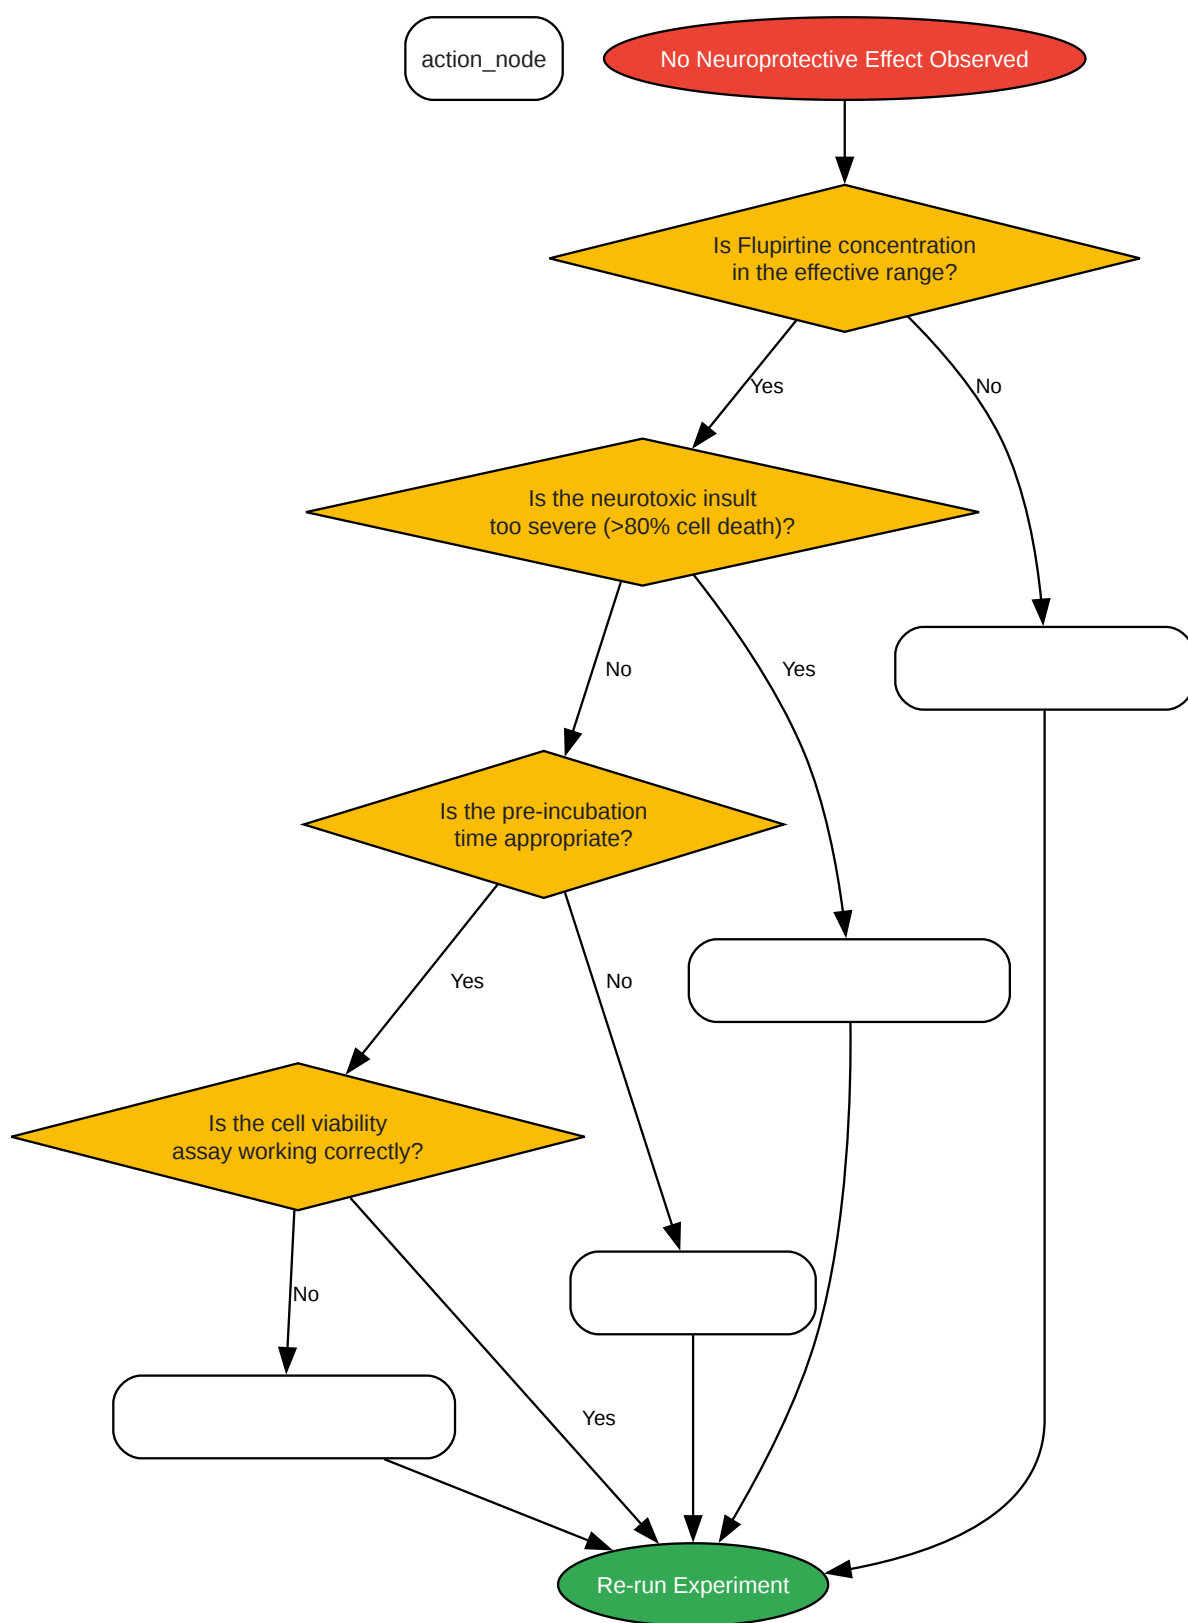 action_node
No Neuroprotective Effect Observed
Is Flupirtine concentration
in the effective range?
Yes
No
Is the neurotoxic insult
too severe (>80% cell death)?
No
Yes
Is the pre-incubation
time appropriate?
Yes
No
Is the cell viability
assay working correctly?
No
Yes
Re-run Experiment